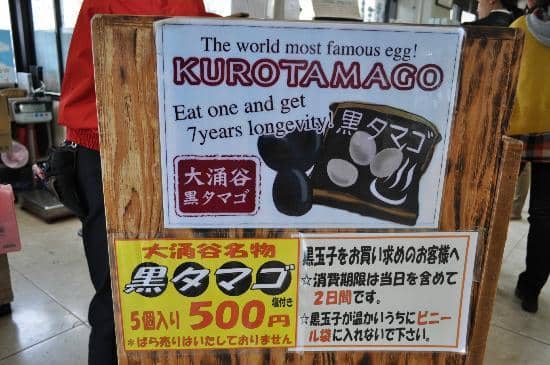 The world most famous egg!
KUROTAMAGO
Eat one and get
7years longevity!
黒タマゴ
大涌谷
黒タマゴ
大涌谷名物
黒タマゴ
塩付き
5個入り 500円
*ばら売りはいたしておりません
黒玉子をお買い求めのお客様へ
☆消費期限は当日を含めて
2日間です。
☆黒玉子が温かいうちにビニー
ル袋に入れないで下さい。